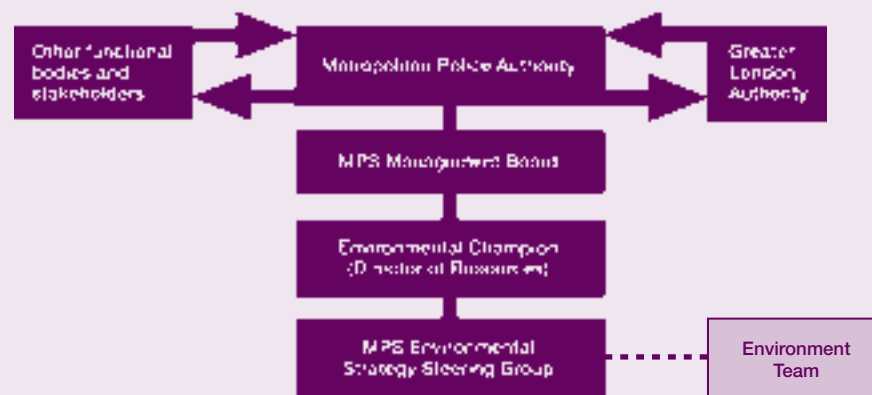 Other functional
bodies and
stakeholders
Metropolitan Police Authority
Greater
London
Authority
MPS Management Board
Environmental Champion
(Director of Resources)
MPS Environmental
Strategy Steering Group
Environment
Team